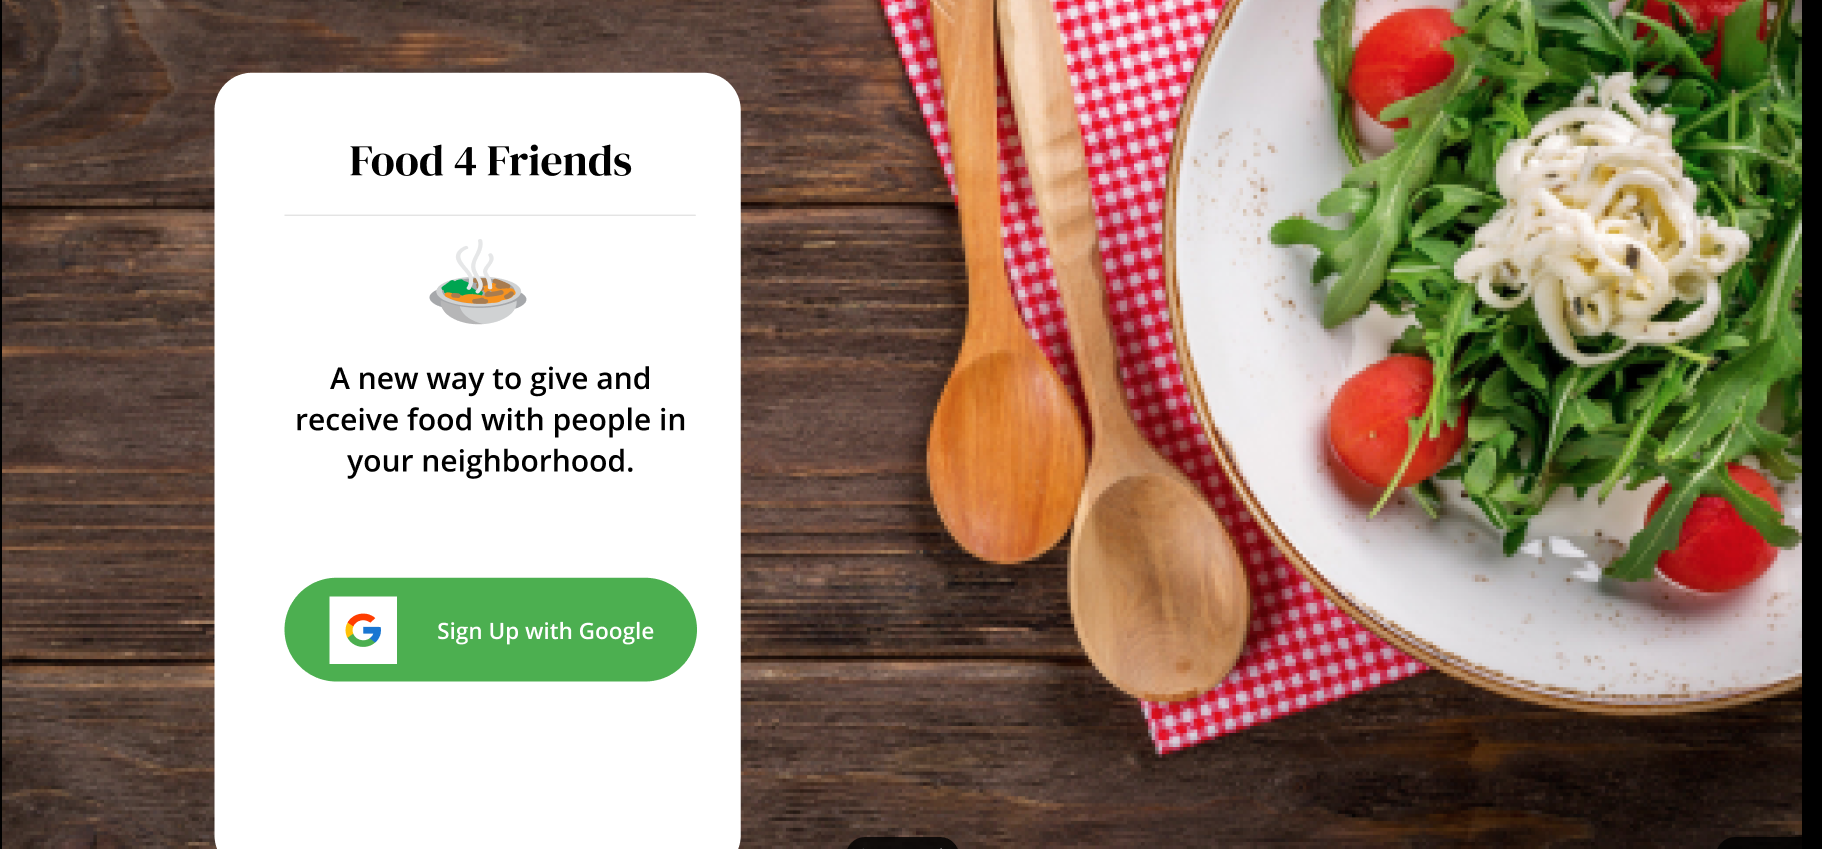 Food 4 Friends
A new way to give and
receive food with people in
your neighborhood.
Sign Up with Google